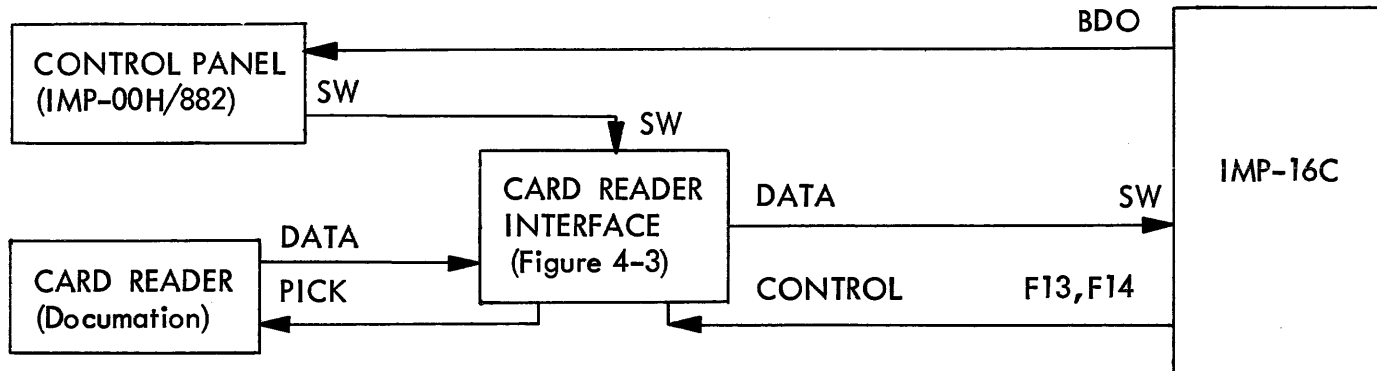 BDO
CONTROL PANEL
(IMP-00H/882)
SW
SW
IMP-16C
CARD READER
INTERFACE
(Figure 4-3)
DATA
SW
DATA
PICK
CARD READER
(Documation)
CONTROL
F13, F14